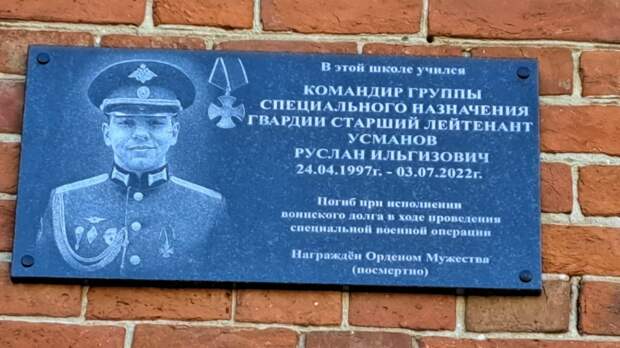 В этой школе учился
КОМАНДИР ГРУППЫ
СПЕЦИАЛЬНОГО НАЗНАЧЕНИЯ
ГВАРДИИ СТАРШИЙ ЛЕЙТЕНАНТ
УСМАНОВ
РУСЛАН ИЛЬГИЗОВИЧ
24.04.1997г. - 03.07.2022г.
Погиб при исполнении
воинского долга в ходе проведения
специальной военной операции
Награждён Орденом Мужества
(посмертно)